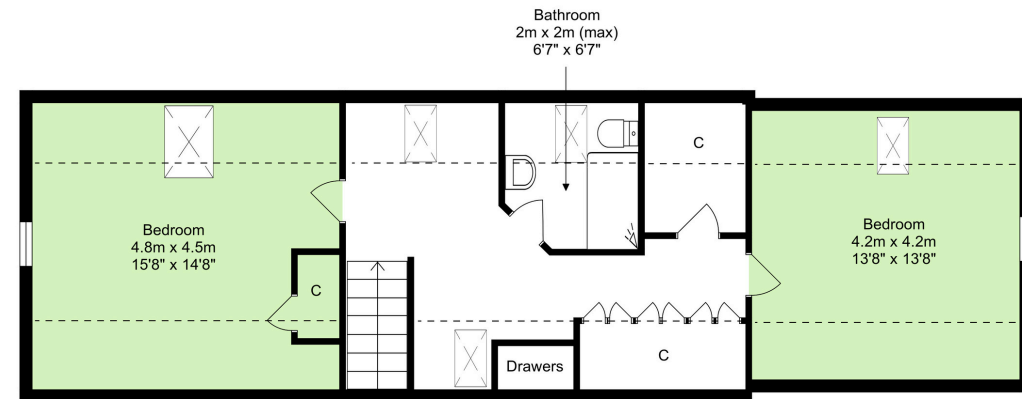 Bathroom
2m x 2m (max)
6'7" x 6'7"
Bedroom
4.8m x 4.5m
15'8" x 14'8"
C
C
Bedroom
4.2m x 4.2m
13'8" x 13'8"
Drawers
C